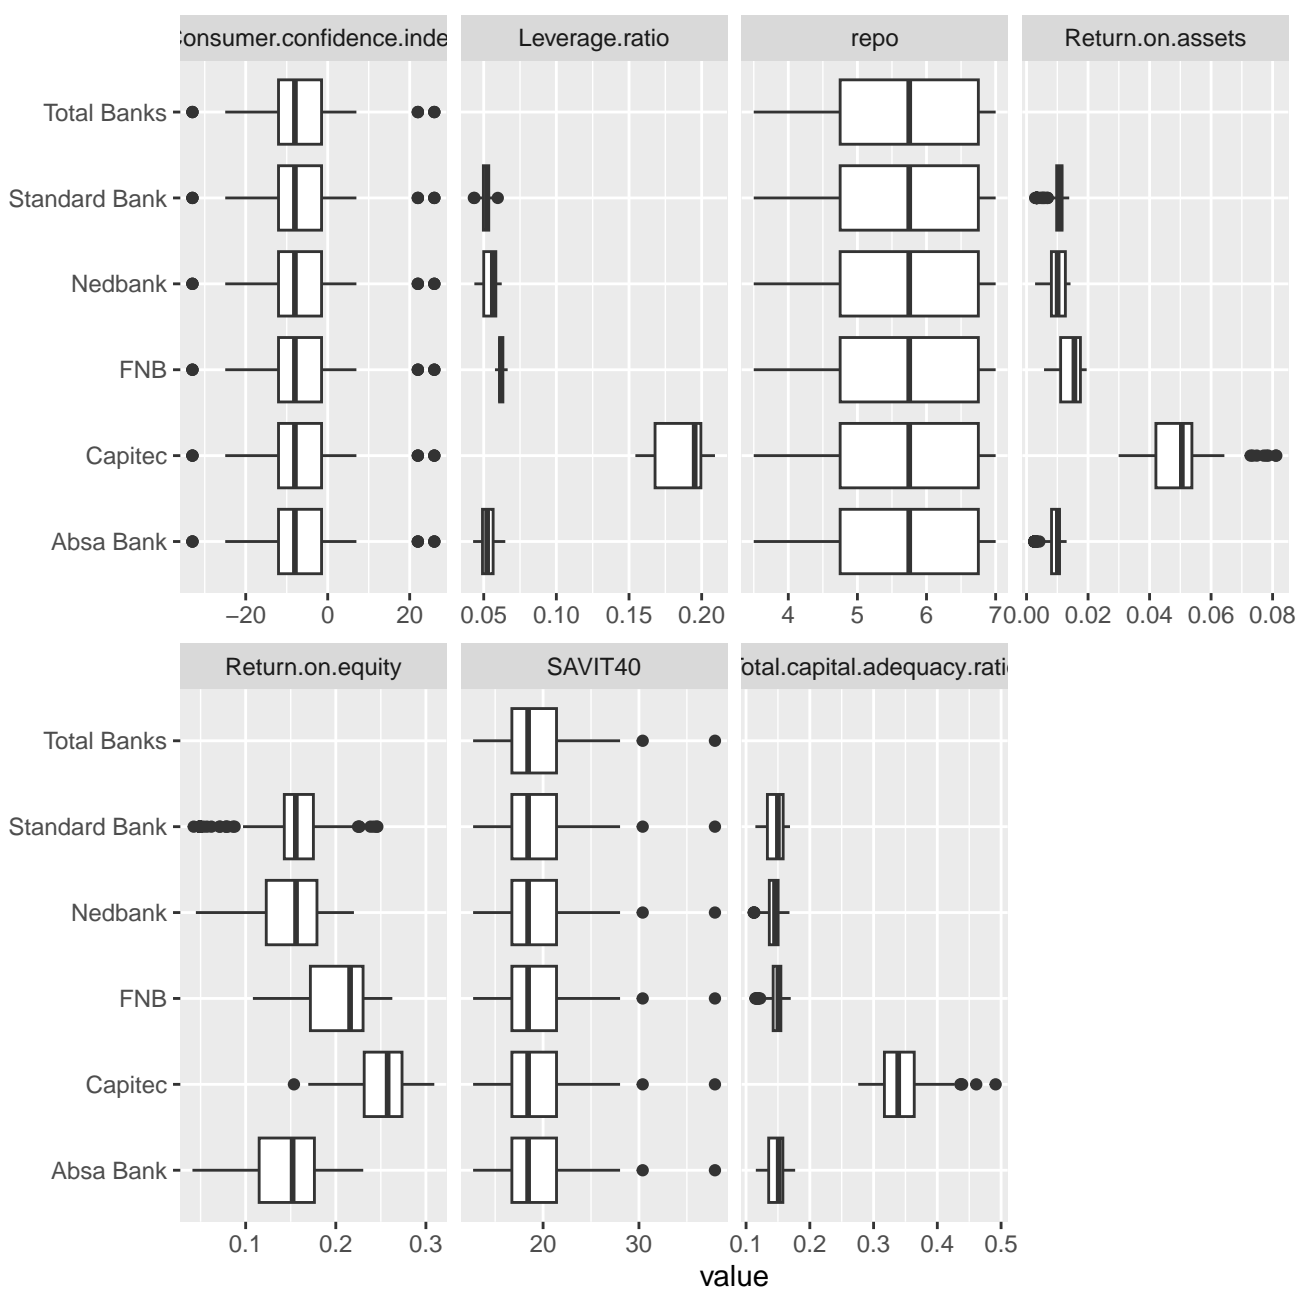 Consumer.confidence.inde
Leverage.ratio
repo
Return.on.assets
Total Banks
Standard Bank
Nedbank
FNB
Capitec
Absa Bank
−20 0 20
0.05 0.10 0.15 0.20
4 5 6 7
0.00 0.02 0.04 0.06 0.08
Return.on.equity
SAVIT40
Total.capital.adequacy.ratio
Total Banks
Standard Bank
Nedbank
FNB
Capitec
Absa Bank
0.1 0.2 0.3
20 30
0.1 0.2 0.3 0.4 0.5
value